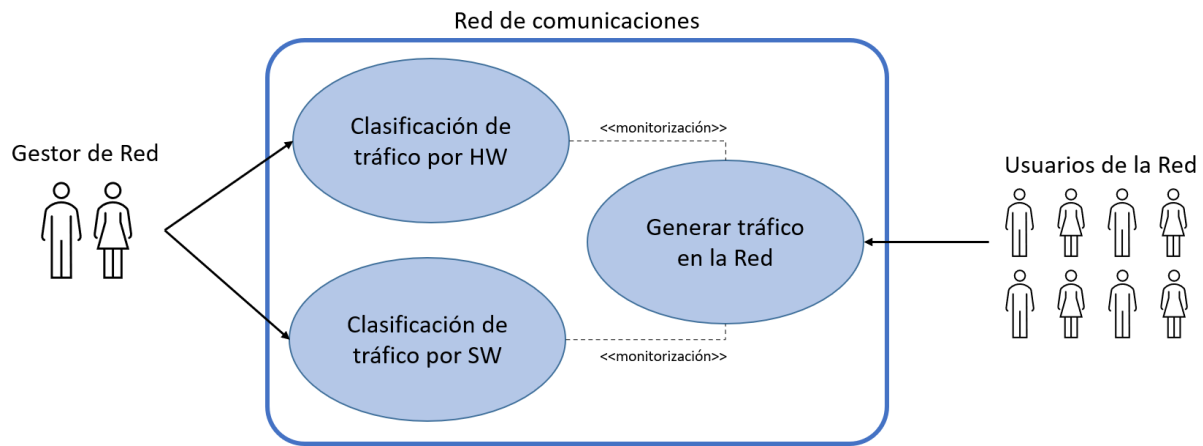 Red de comunicaciones
Gestor de Red
Clasificación de
tráfico por HW
<<monitorización>>
Generar tráfico
en la Red
Usuarios de la Red
Clasificación de
tráfico por SW
<<monitorización>>